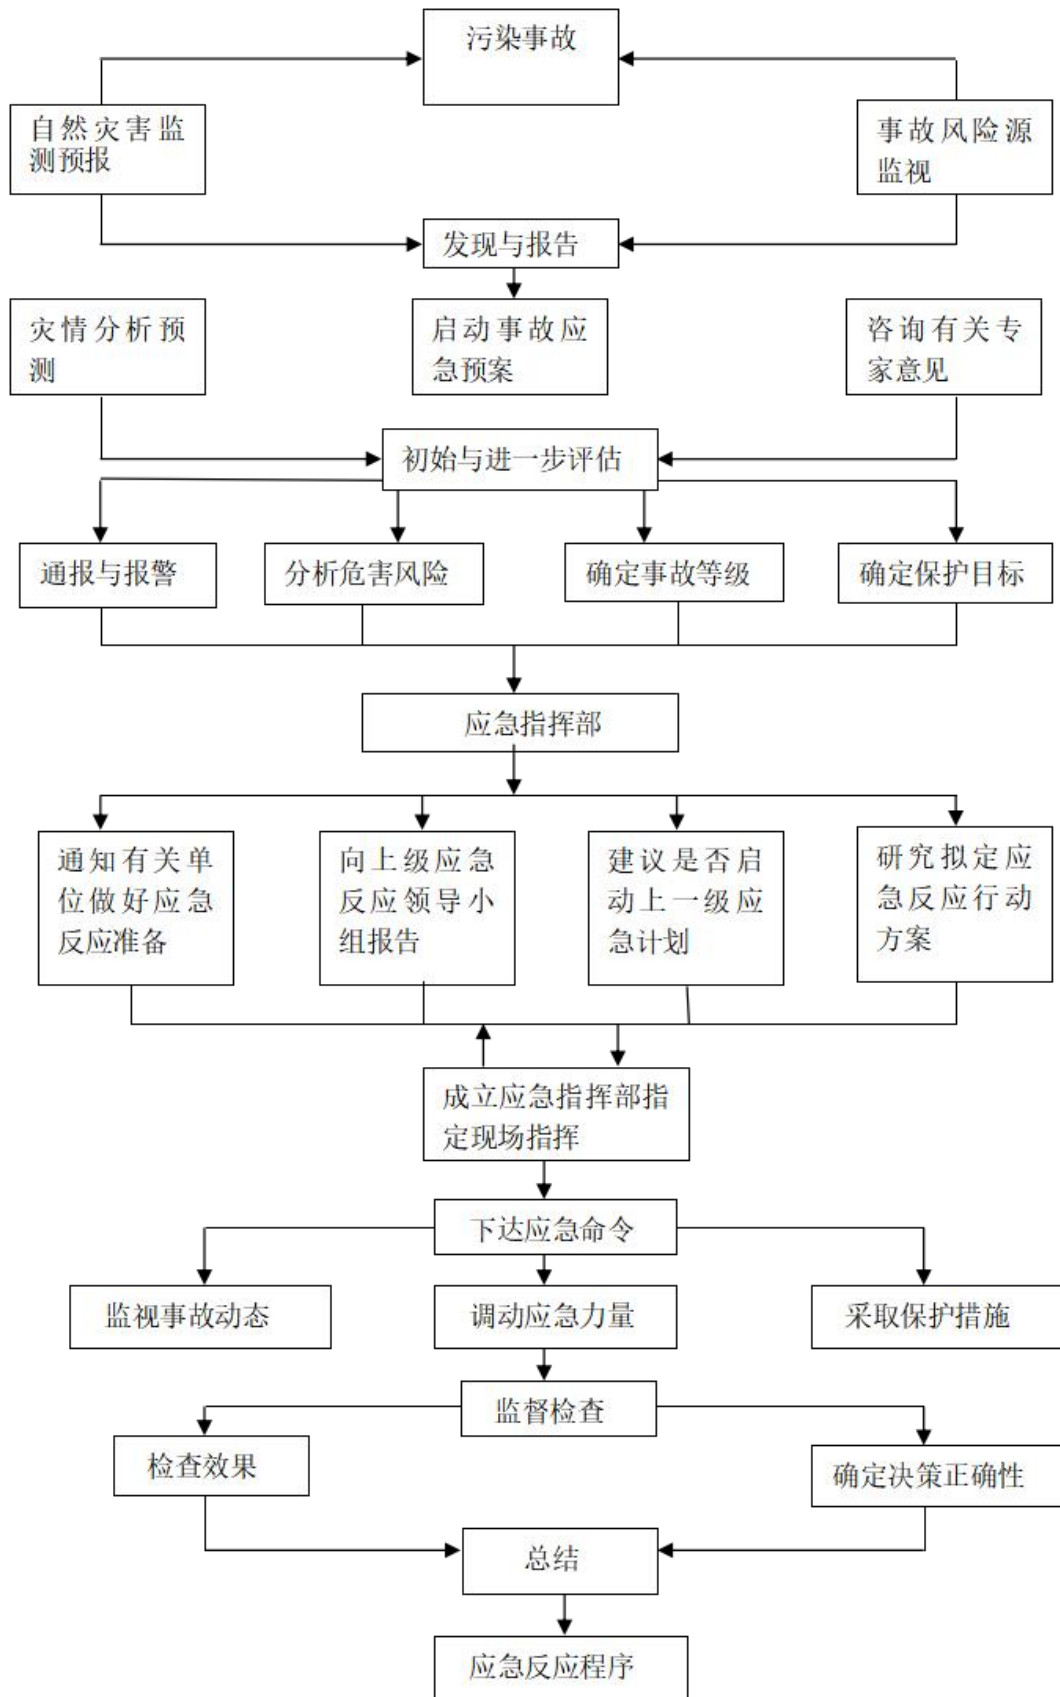 污染事故
自然灾害监
测预报
事故风险源
监视
发现与报告
灾情分析预
测
启动事故应
急预案
咨询有关专
家意见
初始与进一步评估
通报与报警
分析危害风险
确定事故等级
确定保护目标
应急指挥部
通知有关单
位做好应急
反应准备
向上级应急
反应领导小
组报告
建议是否启
动上一级应
急计划
研究拟定应
急反应行动
方案
成立应急指挥部指
定现场指挥
下达应急命令
监视事故动态
调动应急力量
采取保护措施
监督检查
检查效果
确定决策正确性
总结
应急反应程序